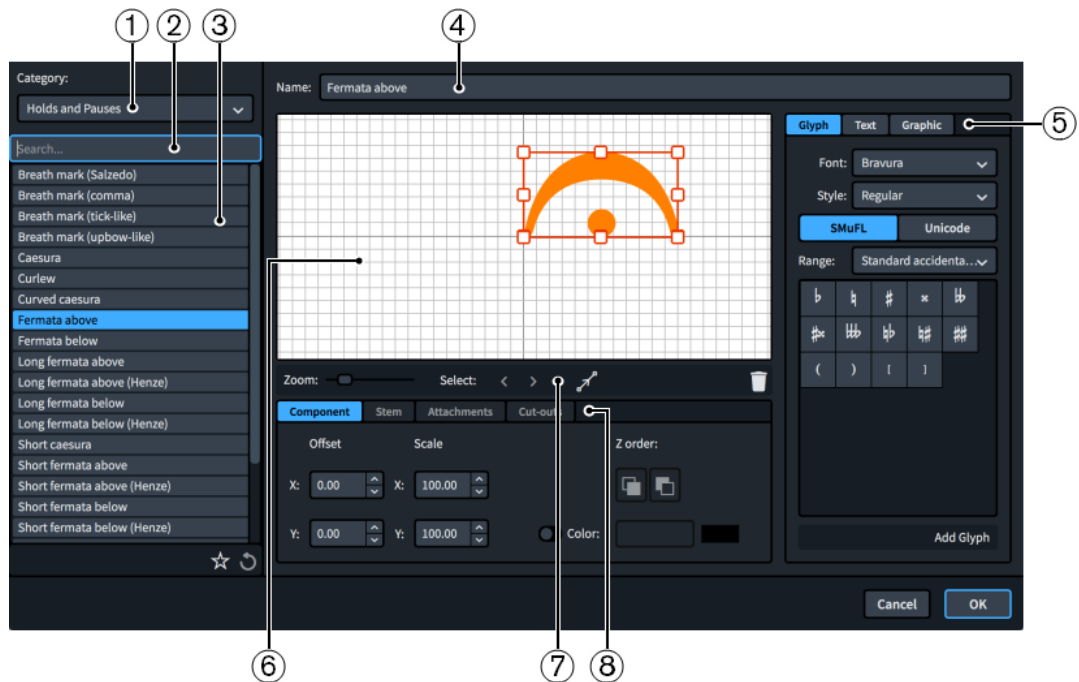 ① ② ③ ④
Category:
Holds and Pauses
Search...
Breath mark (Salzedo)
Breath mark (comma)
Breath mark (tick-like)
Breath mark (upbow-like)
Caesura
Curlew
Curved caesura
Fermata above
Fermata below
Long fermata above
Long fermata above (Henze)
Long fermata below
Long fermata below (Henze)
Short caesura
Short fermata above
Short fermata above (Henze)
Short fermata below
Short fermata below (Henze)
Name: Fermata above
Zoom: Select:
Component Stem Attachments Cut-outs
Offset Scale Z order:
X: 0.00 X: 100.00
Y: 0.00 Y: 100.00 Color:
Glyph Text Graphic ⑤
Font: Bravura
Style: Regular
SMuFL Unicode
Range: Standard accidenta...
♭ ♮ ♯ 𝄪 𝄫
( ) [ ]
Add Glyph
Cancel OK
⑥ ⑦ ⑧